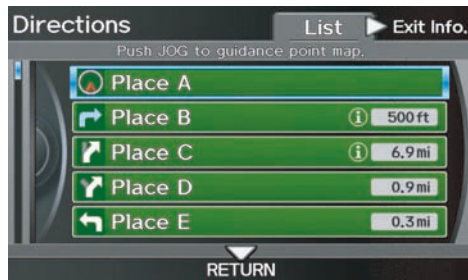 Directions List Exit Info.
Push JOG to guidance point map.
Place A
Place B 500 ft
Place C 6.9 mi
Place D 0.9 mi
Place E 0.3 mi
RETURN